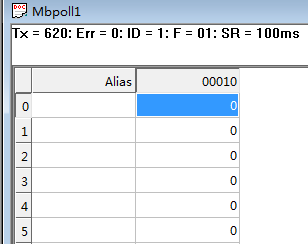 Mbpoll1
Tx = 620: Err = 0: ID = 1: F = 01: SR = 100ms
Alias 00010
0 0
1 0
2 0
3 0
4 0
5 0